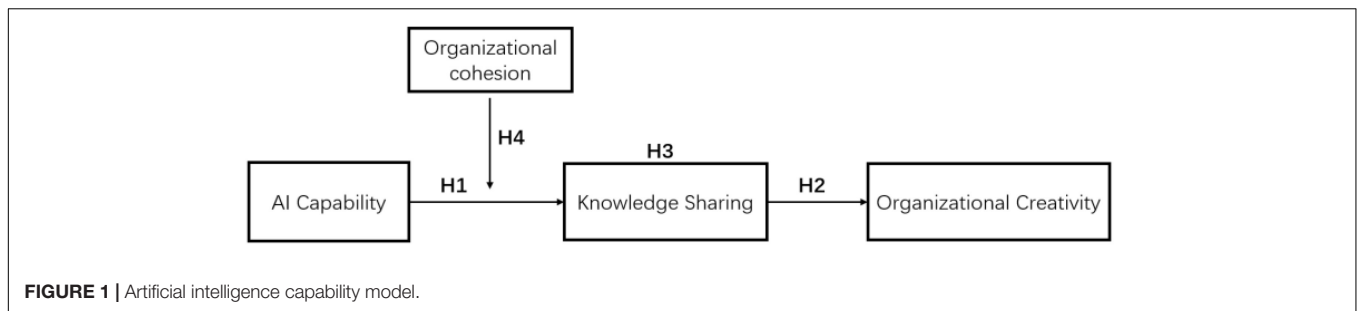 Organizational
cohesion
H4
H3
AI Capability
H1
Knowledge Sharing
H2
Organizational Creativity
FIGURE 1 | Artificial intelligence capability model.